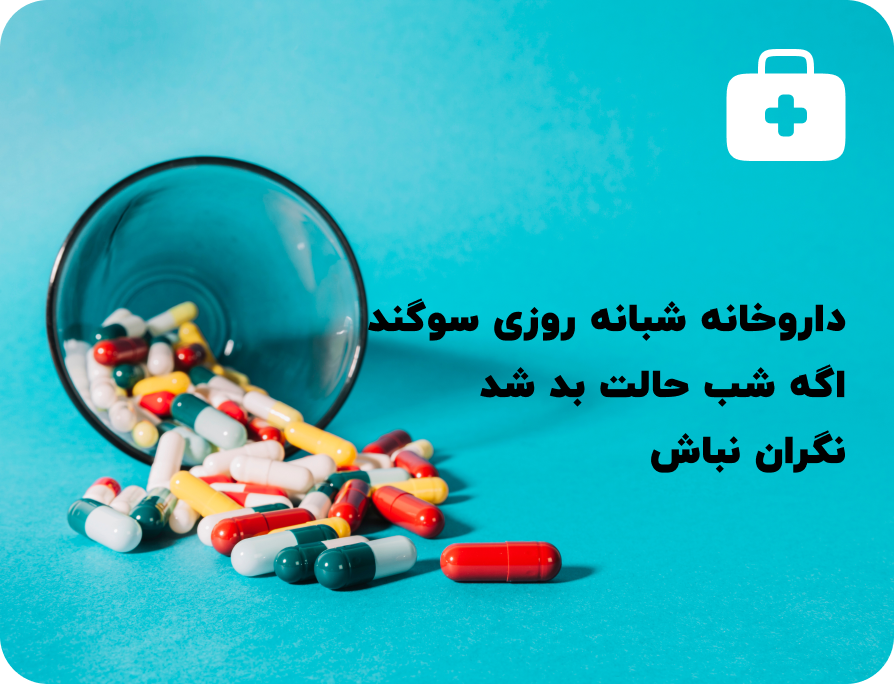 داروخانه شبانه روزی سوگند
اگه شب حالت بد شد
نگران نباش